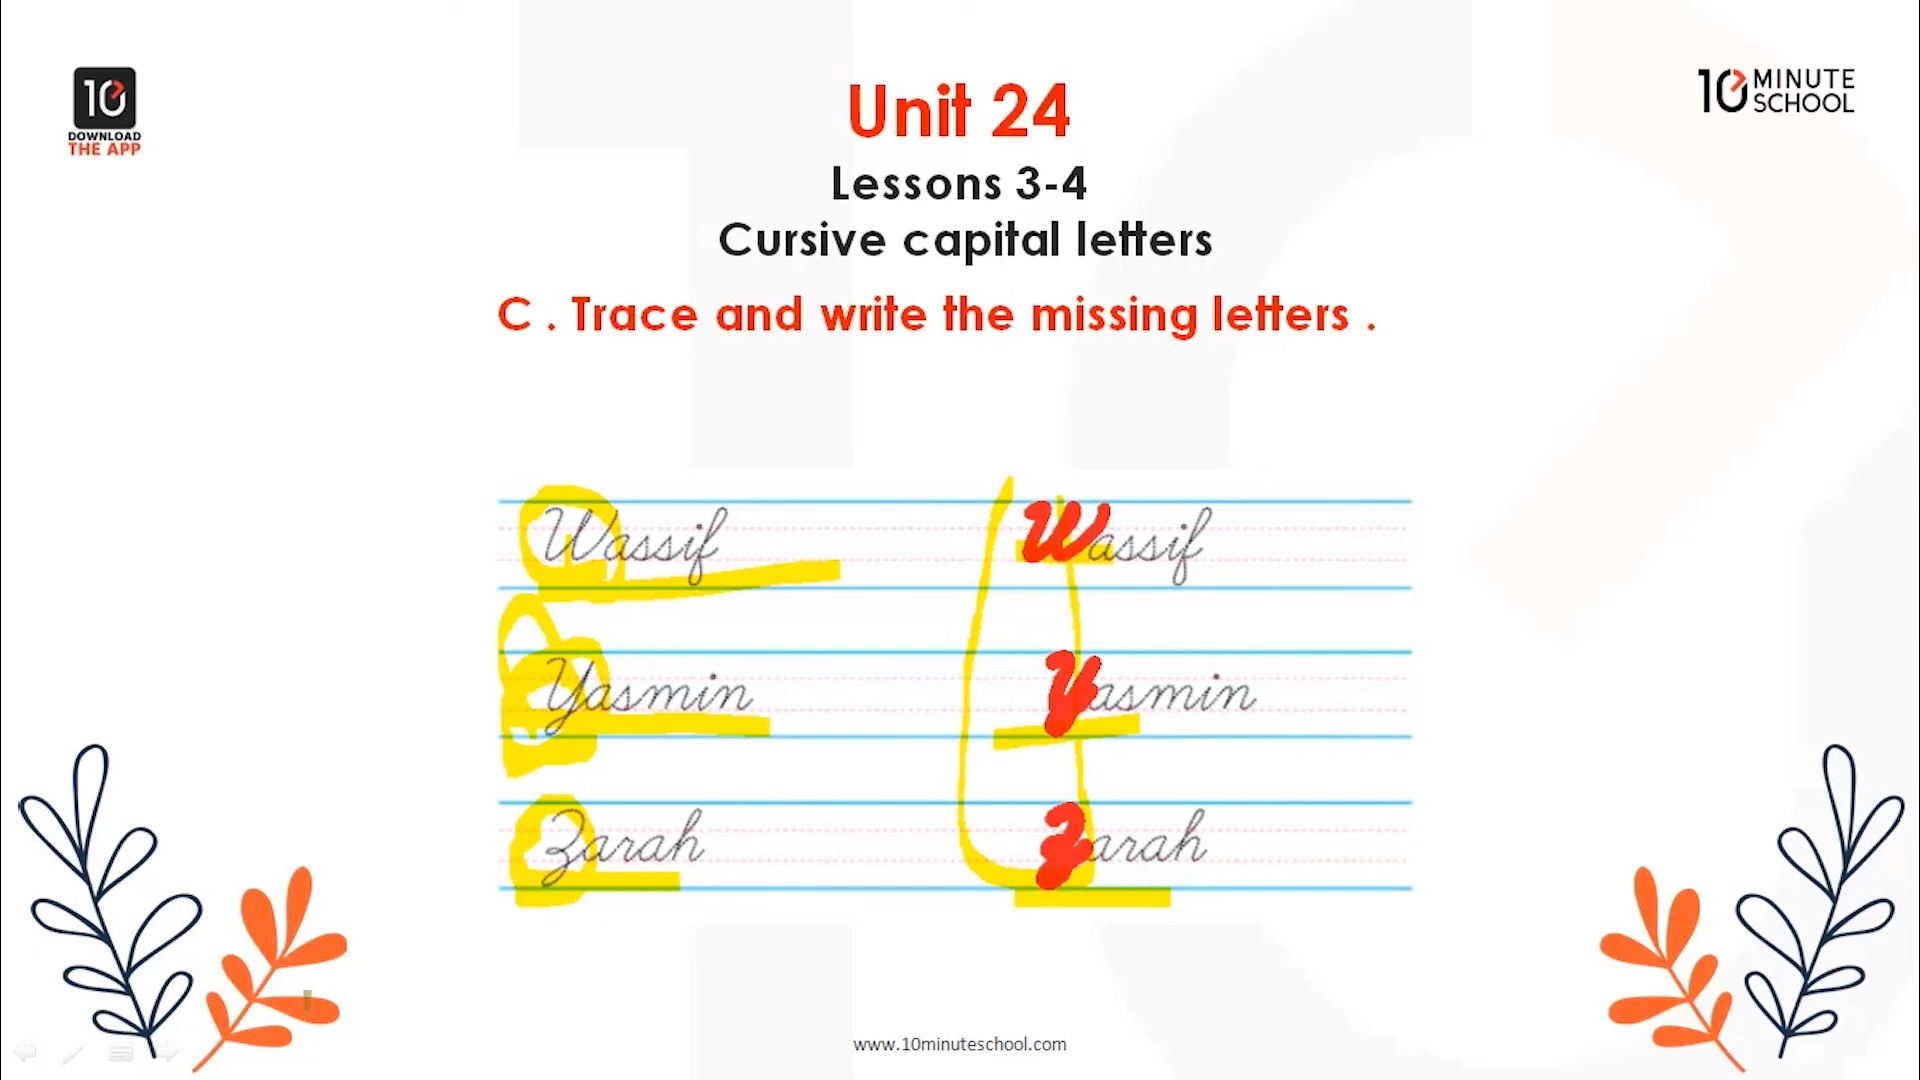 10
DOWNLOAD
THE APP
10 MINUTE
SCHOOL
Unit 24
Lessons 3-4
Cursive capital letters
C . Trace and write the missing letters .
Wassif Wassif
Yasmin Yasmin
Zarah Zarah
www.10minuteschool.com